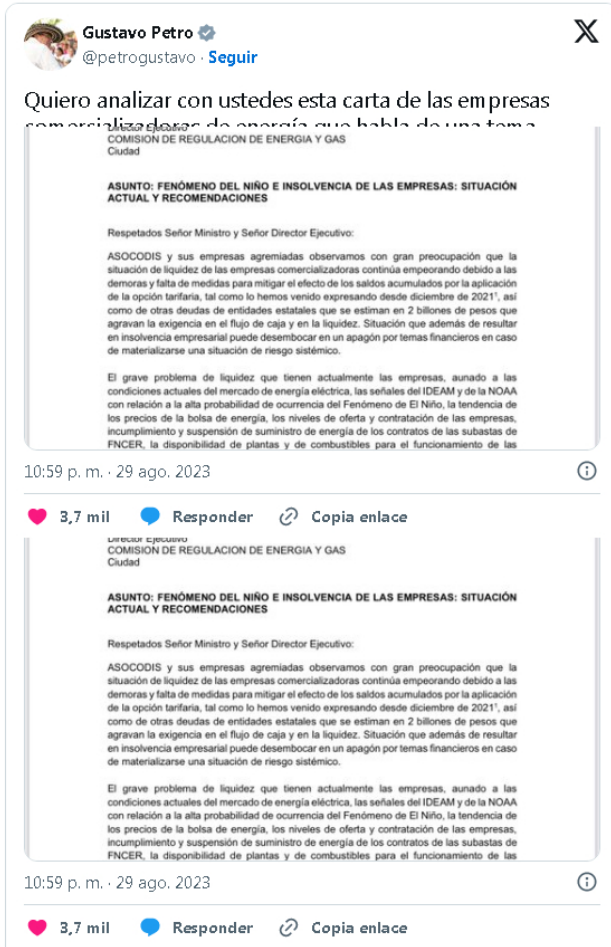 Gustavo Petro
@petrogustavo · Seguir
Quiero analizar con ustedes esta carta de las empresas
comercializadoras de energía que habla de una tema
Director Ejecutivo
COMISION DE REGULACION DE ENERGIA Y GAS
Ciudad
ASUNTO: FENÓMENO DEL NIÑO E INSOLVENCIA DE LAS EMPRESAS: SITUACIÓN
ACTUAL Y RECOMENDACIONES
Respetados Señor Ministro y Señor Director Ejecutivo:
ASOCODIS y sus empresas agremiadas observamos con gran preocupación que la
situación de liquidez de las empresas comercializadoras continúa empeorando debido a las
demoras y falta de medidas para mitigar el efecto de los saldos acumulados por la aplicación
de la opción tarifaria, tal como lo hemos venido expresando desde diciembre de 2021¹, así
como de otras deudas de entidades estatales que se estiman en 2 billones de pesos que
agravan la exigencia en el flujo de caja y en la liquidez. Situación que además de resultar
en insolvencia empresarial puede desembocar en un apagón por temas financieros en caso
de materializarse una situación de riesgo sistémico.
El grave problema de liquidez que tienen actualmente las empresas, aunado a las
condiciones actuales del mercado de energía eléctrica, las señales del IDEAM y de la NOAA
con relación a la alta probabilidad de ocurrencia del Fenómeno de El Niño, la tendencia de
los precios de la bolsa de energía, los niveles de oferta y contratación de las empresas,
incumplimiento y suspensión de suministro de energía de los contratos de las subastas de
FNCER, la disponibilidad de plantas y de combustibles para el funcionamiento de las
10:59 p. m. · 29 ago. 2023
3,7 mil Responder Copia enlace
Director Ejecutivo
COMISION DE REGULACION DE ENERGIA Y GAS
Ciudad
ASUNTO: FENÓMENO DEL NIÑO E INSOLVENCIA DE LAS EMPRESAS: SITUACIÓN
ACTUAL Y RECOMENDACIONES
Respetados Señor Ministro y Señor Director Ejecutivo:
ASOCODIS y sus empresas agremiadas observamos con gran preocupación que la
situación de liquidez de las empresas comercializadoras continúa empeorando debido a las
demoras y falta de medidas para mitigar el efecto de los saldos acumulados por la aplicación
de la opción tarifaria, tal como lo hemos venido expresando desde diciembre de 2021¹, así
como de otras deudas de entidades estatales que se estiman en 2 billones de pesos que
agravan la exigencia en el flujo de caja y en la liquidez. Situación que además de resultar
en insolvencia empresarial puede desembocar en un apagón por temas financieros en caso
de materializarse una situación de riesgo sistémico.
El grave problema de liquidez que tienen actualmente las empresas, aunado a las
condiciones actuales del mercado de energía eléctrica, las señales del IDEAM y de la NOAA
con relación a la alta probabilidad de ocurrencia del Fenómeno de El Niño, la tendencia de
los precios de la bolsa de energía, los niveles de oferta y contratación de las empresas,
incumplimiento y suspensión de suministro de energía de los contratos de las subastas de
FNCER, la disponibilidad de plantas y de combustibles para el funcionamiento de las
10:59 p. m. · 29 ago. 2023
3,7 mil Responder Copia enlace